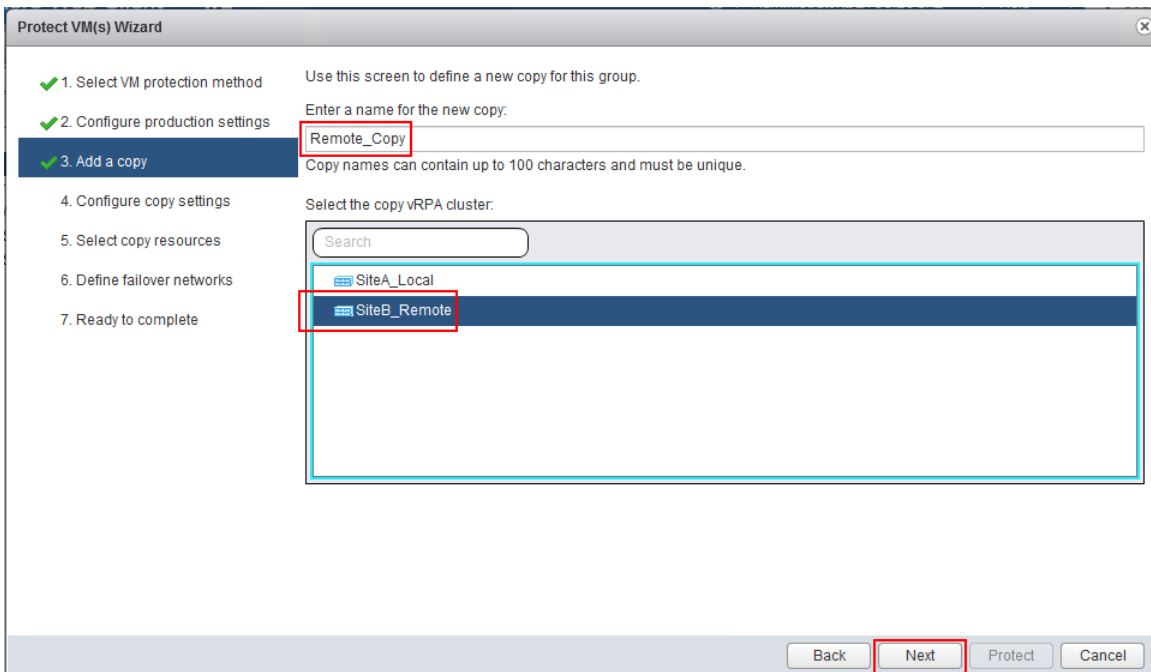 Protect VM(s) Wizard
1. Select VM protection method
2. Configure production settings
3. Add a copy
4. Configure copy settings
5. Select copy resources
6. Define failover networks
7. Ready to complete
Use this screen to define a new copy for this group.
Enter a name for the new copy:
Remote_Copy
Copy names can contain up to 100 characters and must be unique.
Select the copy vRPA cluster:
Search
SiteA_Local
SiteB_Remote
Back Next Protect Cancel